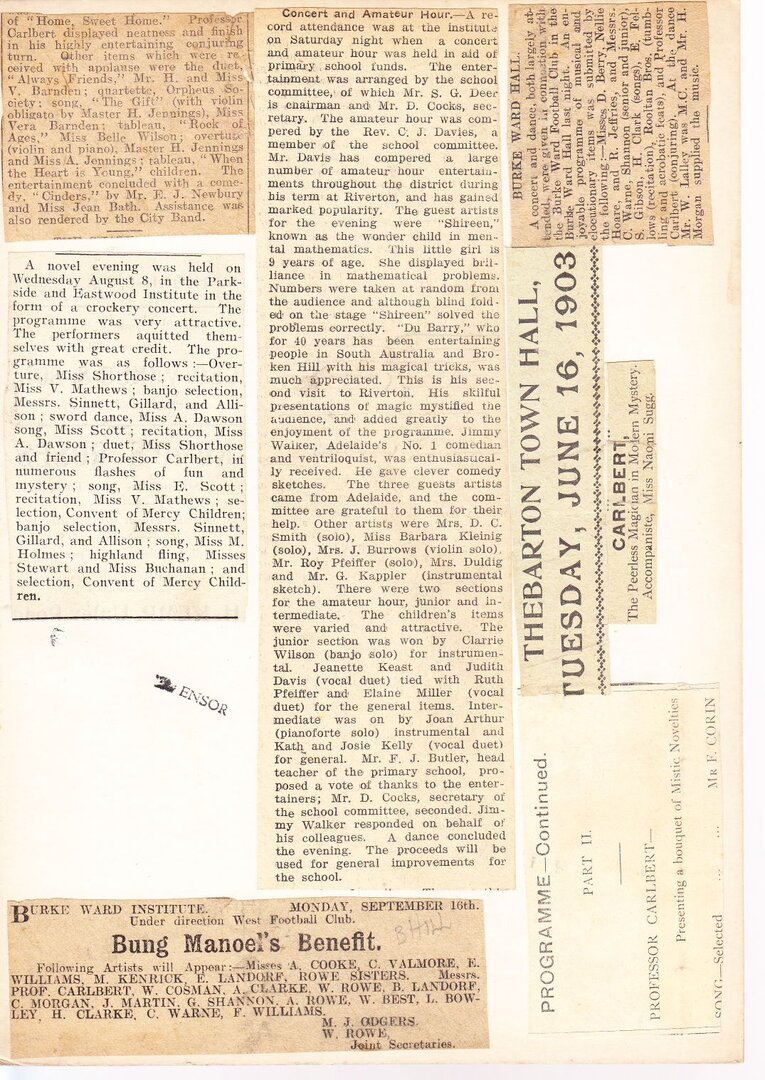 of "Home, Sweet Home." Professor
Carlbert displayed neatness and finish
in his highly entertaining conjuring
turn. Other items which were re-
ceived with applause were the duet,
"Always Friends," Mr. H. and Miss
V. Barnden; quartette, Orpheus So-
ciety; song, "The Gift" (with violin
obligato by Master H. Jennings), Miss
Vera Barnden; tableau, "Rock of
Ages," Miss Belle Wilson; overture
(violin and piano), Master H. Jennings
and Miss A. Jennings; tableau, "When
the Heart is Young," children. The
entertainment concluded with a come-
dy, "Cinders," by Mr. E. J. Newbury
and Miss Jean Bath. Assistance was
also rendered by the City Band.
A novel evening was held on
Wednesday August 8, in the Park-
side and Eastwood Institute in the
form of a crockery concert. The
programme was very attractive.
The performers aquitted them-
selves with great credit. The pro-
gramme was as follows:—Over-
ture, Miss Shorthose; recitation,
Miss V. Mathews; banjo selection,
Messrs. Sinnett, Gillard, and Alli-
son; sword dance, Miss A. Dawson
song, Miss Scott; recitation, Miss
A. Dawson; duet, Miss Shorthose
and friend; Professor Carlbert, in
numerous flashes of fun and
mystery; song, Miss E. Scott;
recitation, Miss V. Mathews; se-
lection, Convent of Mercy Children;
banjo selection, Messrs. Sinnett,
Gillard, and Allison; song, Miss M.
Holmes; highland fling, Misses
Stewart and Miss Buchanan; and
selection, Convent of Mercy Child-
ren.
ENSOR
Concert and Amateur Hour.—A re-
cord attendance was at the institute
on Saturday night when a concert
and amateur hour was held in aid of
primary school funds. The enter-
tainment was arranged by the school
committee, of which Mr. S. G. Deer
is chairman and Mr. D. Cocks, sec-
retary. The amateur hour was com-
pered by the Rev. C. J. Davies, a
member of the school committee.
Mr. Davis has compered a large
number of amateur entertain-
ments throughout the district during
his term at Riverton, and has gained
marked popularity. The guest artists
for the evening were "Shireen,"
known as the wonder child in men-
tal mathematics. This little girl is
9 years of age. She displayed bril-
liance in mathematical problems.
Numbers were taken at random from
the audience and although blind fold-
ed on the stage "Shireen" solved the
problems correctly. "Du Barry," who
for 40 years has been entertaining
people in South Australia and Bro-
ken Hill with his magical tricks, was
much appreciated. This is his sec-
ond visit to Riverton. His skilful
presentations of magic mystified the
audience, and added greatly to the
enjoyment of the programme. Jimmy
Walker, Adelaide's No. 1 comedian
and ventriloquist, was enthusiastical-
ly received. He gave clever comedy
sketches. The three guests artists
came from Adelaide, and the com-
mittee are grateful to them for their
help. Other artists were Mrs. D. C.
Smith (solo), Miss Barbara Kleinig
(solo), Mrs. J. Burrows (violin solo),
Mr. Roy Pfeiffer (solo), Mrs. Duldig
and Mr. G. Kappler (instrumental
sketch). There were two sections
for the amateur hour, junior and in-
termediate. The children's items
were varied and attractive. The
junior section was won by Clarrie
Wilson (banjo solo) for instrumen-
tal. Jeanette Keast and Judith
Davis (vocal duet) tied with Ruth
Pfeiffer and Elaine Miller (vocal
duet) for the general items. Inter-
mediate was on by Joan Arthur
(pianoforte solo) instrumental and
Kath and Josie Kelly (vocal duet)
for general. Mr. F. J. Butler, head
teacher of the primary school, pro-
posed a vote of thanks to the enter-
tainers; Mr. D. Cocks, secretary of
the school committee, seconded. Jim-
my Walker responded on behalf of
his colleagues. A dance concluded
the evening. The proceeds will be
used for general improvements for
the school.
BURKE WARD HALL.
A concert and dance, both largely at-
tended, were given in connection with
the Burke Ward Football Club in the
Burke Ward Hall last night. An en-
joyable programme of musical and
elocutionary items was submitted by
the following:—Misses D. Berry, Nellie
Hoare, and R. Jeffries, and Messrs.
C. Warne, Shannon (senior and junior),
S. Gibson, H. Clark (songs), E. Fel-
lows (recitation), Rooltan Bros. (tumb-
ling and acrobatic feats), and Professor
Carlbert (conjuring). At the dance
Mr. W. Lalley was M.C. and Mr. H.
Morgan supplied the music.
THEBARTON TOWN HALL,
TUESDAY, JUNE 16, 1903
CARLBERT,
The Peerless Magician in Modern Mystery.
Accompaniste, Miss Naomi Sugg.
PROGRAMME—Continued.
PART II.
PROFESSOR CARLBERT—
Presenting a bouquet of Mistic Novelties
SONG—Selected ... ... MR F. CORIN
BURKE WARD INSTITUTE. MONDAY, SEPTEMBER 16th.
Under direction West Football Club.
Bung Manoel's Benefit.
B HILL
Following Artists will Appear:—Misses A. COOKE, C. VALMORE, E.
WILLIAMS, M. KENRICK, E. LANDORF, ROWE SISTERS. Messrs.
PROF. CARLBERT, W. COSMAN, A. CLARKE, W. ROWE, B. LANDORF,
C. MORGAN, J. MARTIN, G. SHANNON, A. ROWE, W. BEST, L. BOW-
LEY, H. CLARKE, C. WARNE, F. WILLIAMS.
M. J. ODGERS.
W. ROWE,
Joint Secretaries.